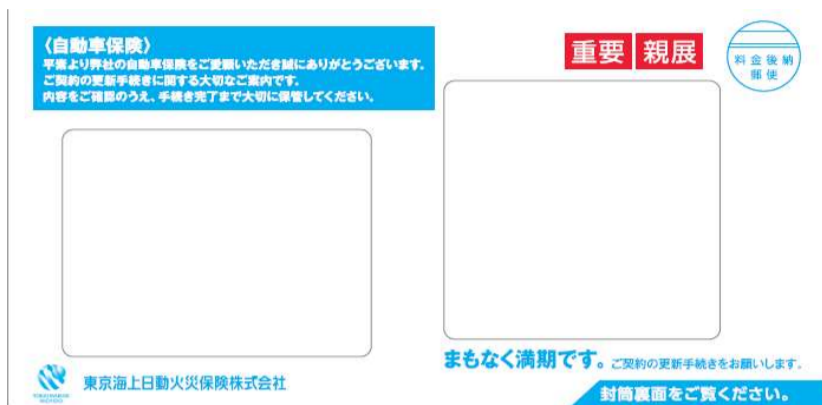 〈自動車保険〉
平素より弊社の自動車保険をご愛顧いただき誠にありがとうございます。
ご契約の更新手続きに関する大切なご案内です。
内容をご確認のうえ、手続き完了まで大切に保管してください。
重要 親展
料金後納
郵便
まもなく満期です。ご契約の更新手続きをお願いします。
東京海上日動火災保険株式会社
TOKIO MARINE
NICHIDO
封筒裏面をご覧ください。